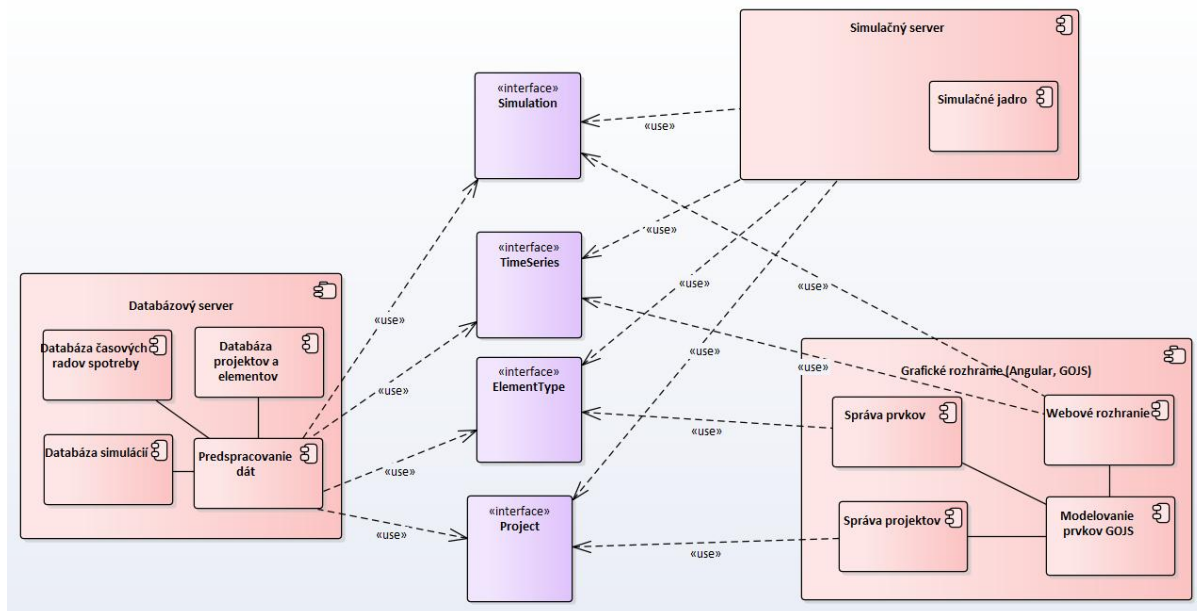 Simulačný server
Simulačné jadro
«interface»
Simulation
«use»
«interface»
TimeSeries
«use»
«use»
«use»
«use»
«use»
«use»
«use»
Databázový server
Databáza časových
radov spotreby
Databáza
projektov a
elementov
Databáza simulácií
Predspracovanie
dát
«interface»
ElementType
«use»
«use»
«interface»
Project
«use»
«use»
Grafické rozhranie (Angular, GOJS)
Správa prvkov
Webové rozhranie
Správa projektov
Modelovanie
prvkov GOJS